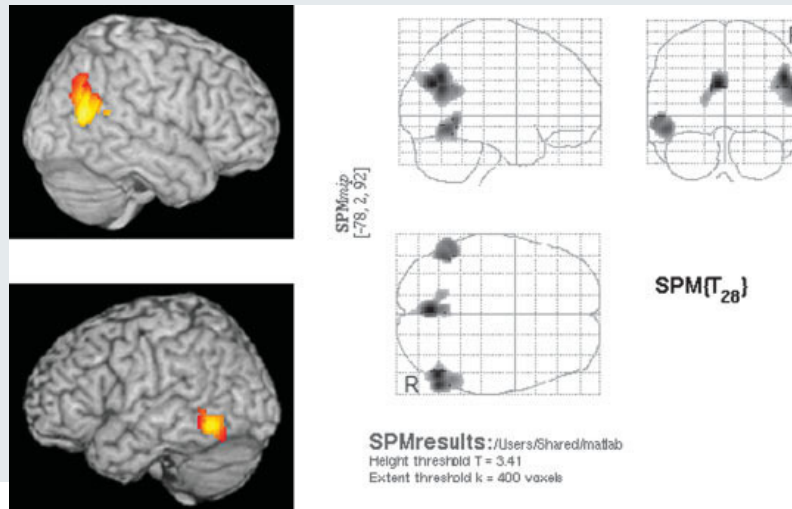 SPMmip
[-78, 2, 92]
R
SPM{T28}
R
SPMresults:/Users/Shared/matlab
Height threshold T = 3.41
Extent threshold k = 400 voxels